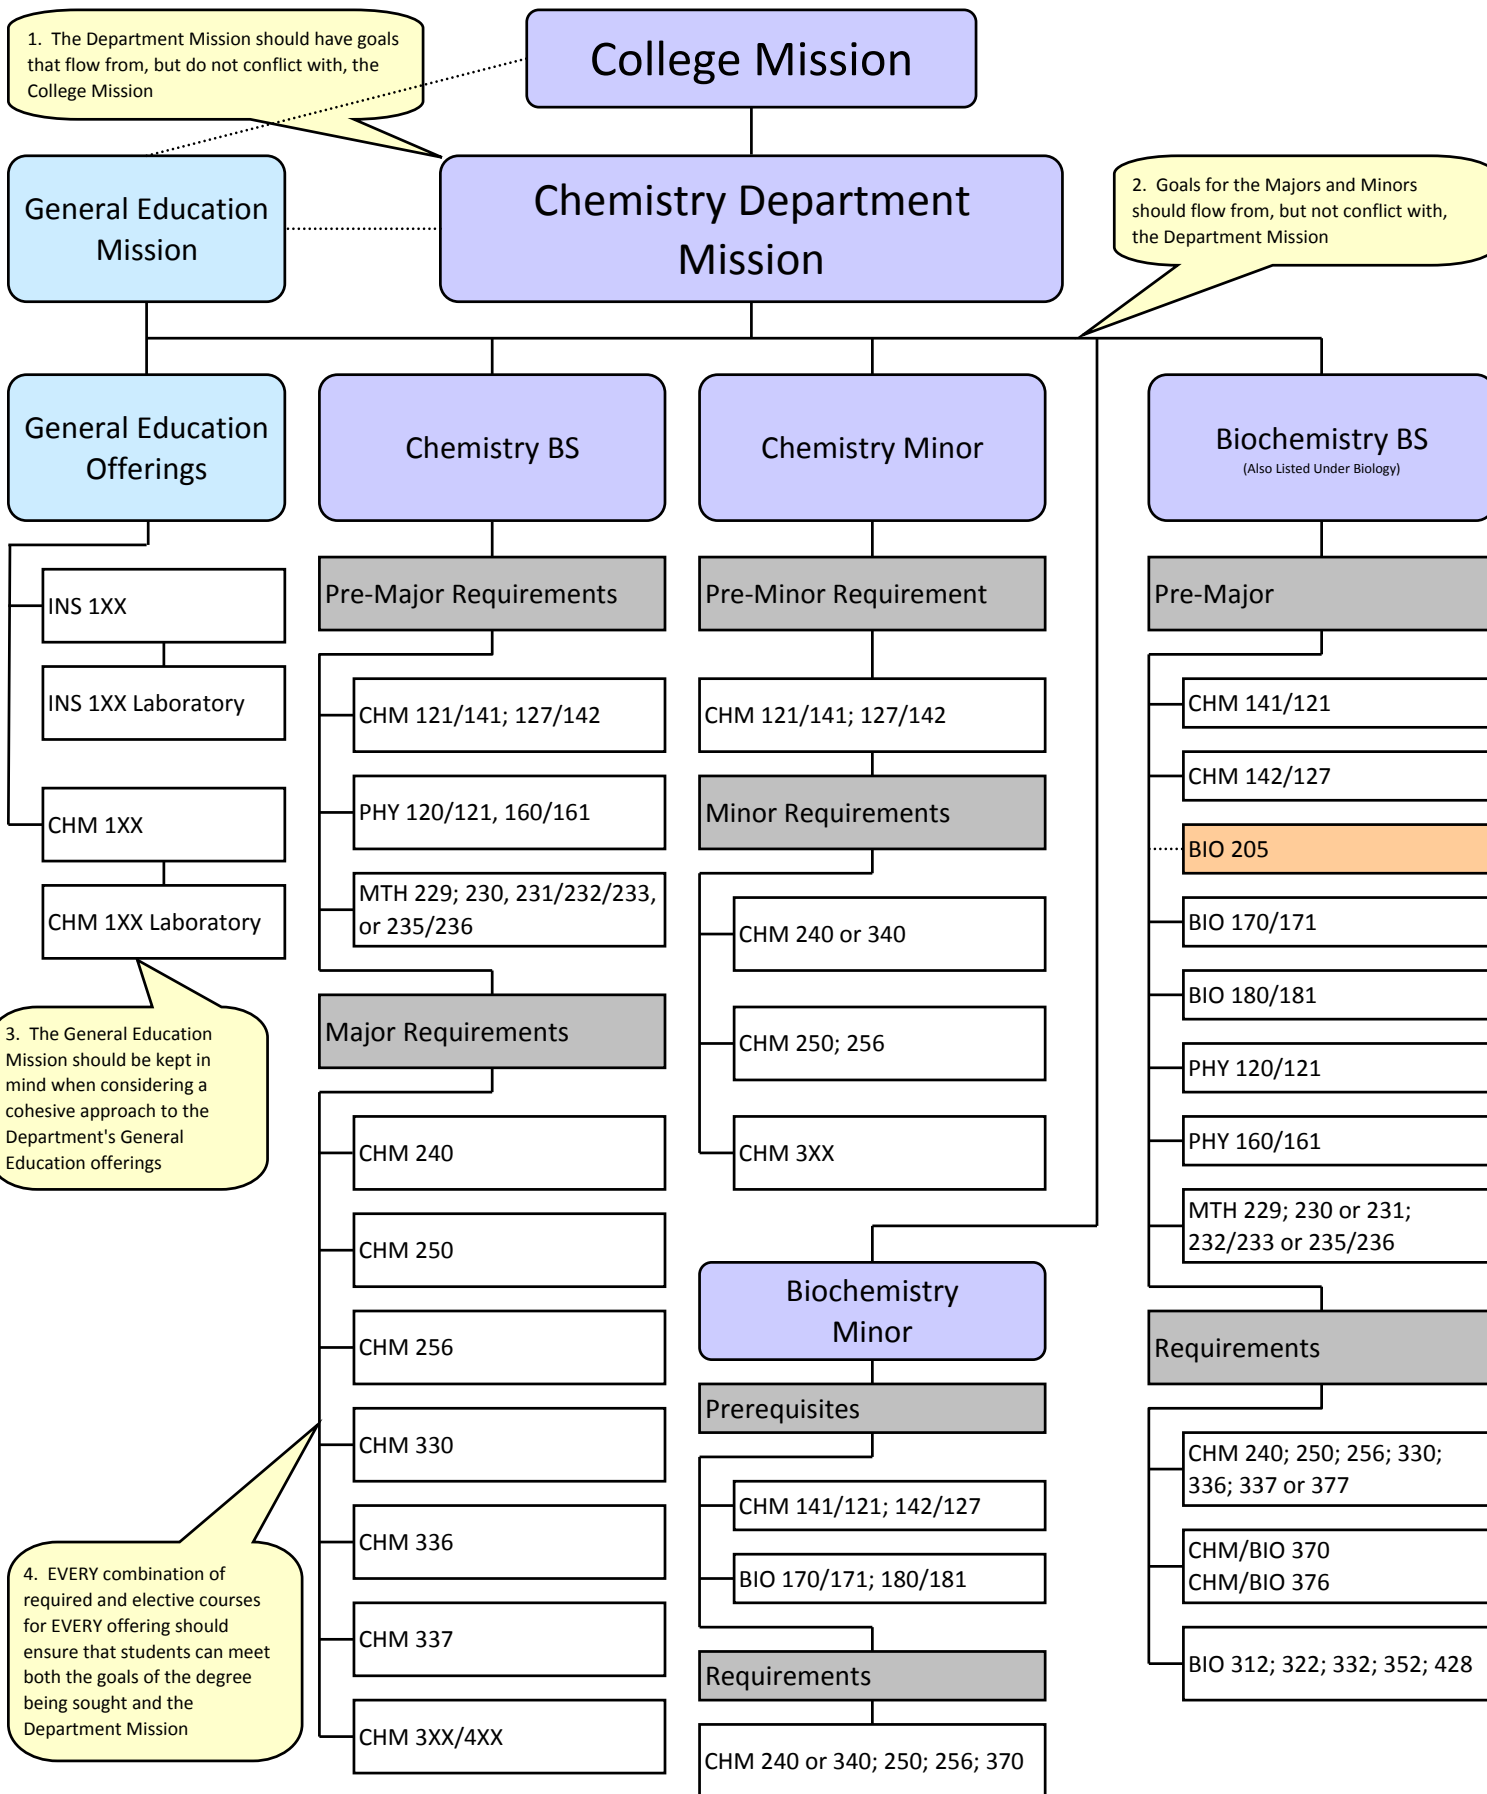 1.  The Department Mission should have goals
that flow from, but do not conflict with, the
College Mission
College Mission
General Education
Mission
Chemistry Department
Mission
2.  Goals for the Majors and Minors
should flow from, but not conflict with,
the Department Mission
General Education
Offerings
INS 1XX
INS 1XX Laboratory
CHM 1XX
CHM 1XX Laboratory
3.  The General Education
Mission should be kept in
mind when considering a
cohesive approach to the
Department's General
Education offerings
Chemistry BS
Pre-Major Requirements
CHM 121/141; 127/142
PHY 120/121, 160/161
MTH 229; 230, 231/232/233,
or 235/236
Major Requirements
CHM 240
CHM 250
CHM 256
CHM 330
CHM 336
CHM 337
CHM 3XX/4XX
4.  EVERY combination of
required and elective courses
for EVERY offering should
ensure that students can meet
both the goals of the degree
being sought and the
Department Mission
Chemistry Minor
Pre-Minor Requirement
CHM 121/141; 127/142
Minor Requirements
CHM 240 or 340
CHM 250; 256
CHM 3XX
Biochemistry
Minor
Prerequisites
CHM 141/121; 142/127
BIO 170/171; 180/181
Requirements
CHM 240 or 340; 250; 256; 370
Biochemistry BS
(Also Listed Under Biology)
Pre-Major
CHM 141/121
CHM 142/127
BIO 205
BIO 170/171
BIO 180/181
PHY 120/121
PHY 160/161
MTH 229; 230 or 231;
232/233 or 235/236
Requirements
CHM 240; 250; 256; 330;
336; 337 or 377
CHM/BIO 370
CHM/BIO 376
BIO 312; 322; 332; 352; 428